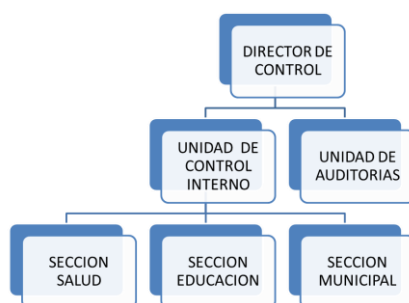 DIRECTOR DE
CONTROL
UNIDAD DE
CONTROL
INTERNO
UNIDAD DE
AUDITORIAS
SECCION
SALUD
SECCION
EDUCACION
SECCION
MUNICIPAL